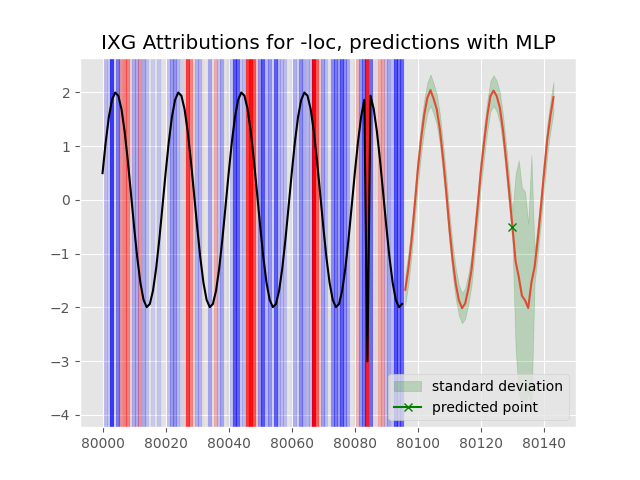 IXG Attributions for -loc, predictions with MLP
2
1
0
−1
−2
−3
−4
standard deviation
predicted point
80000 80020 80040 80060 80080 80100 80120 80140